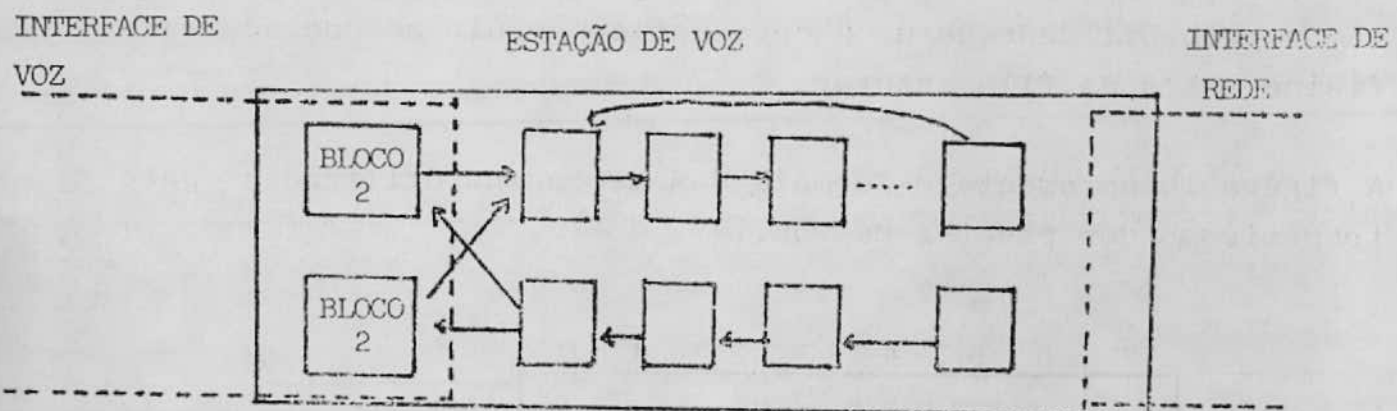 INTERFACE DE
VOZ
ESTAÇÃO DE VOZ
INTERFACE DE
REDE
BLOCO
2
BLOCO
2